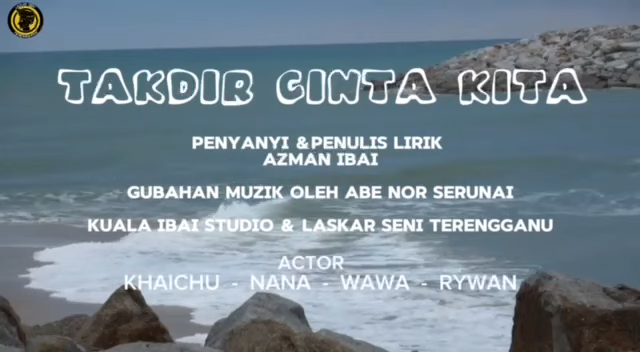 TAKDIR CINTA KITA
PENYANYI & PENULIS LIRIK
AZMAN IBAI
GUBAHAN MUZIK OLEH ABE NOR SERUNAI
KUALA IBAI STUDIO & LASKAR SENI TERENGGANU
ACTOR
KHAICHU - NANA - WAWA - RYWAN